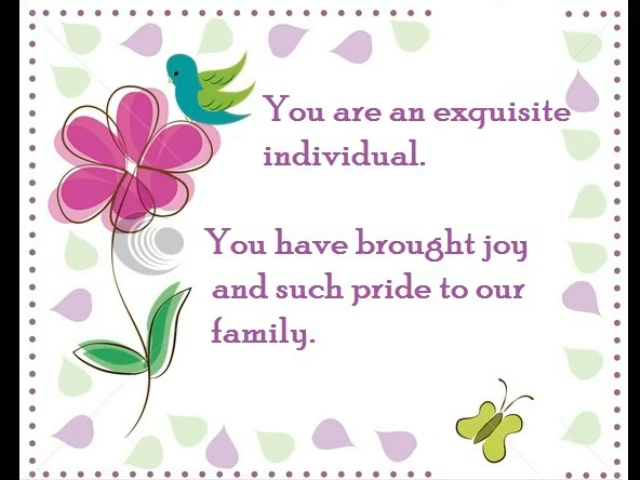 You are an exquisite
individual.
You have brought joy
and such pride to our
family.